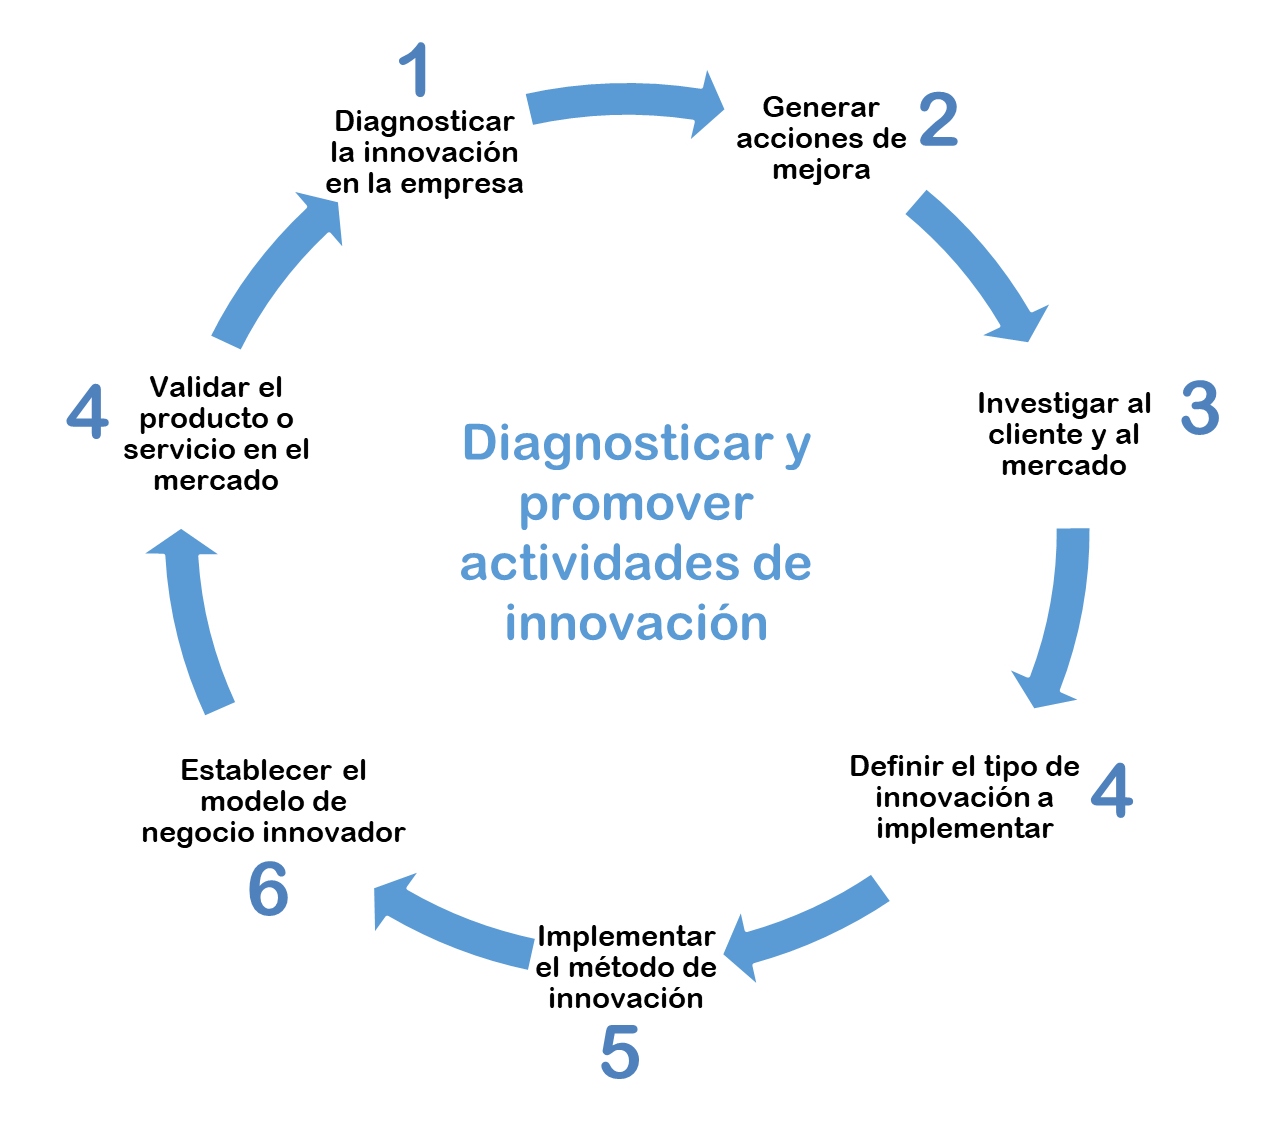 1
Diagnosticar
la innovación
en la empresa
Generar
acciones de
mejora
2
Investigar al
cliente y al
mercado
3
Definir el tipo de
innovación a
implementar
4
Implementar
el método de
innovación
5
Establecer el
modelo de
negocio innovador
6
Validar el
producto o
servicio en el
mercado
4
Diagnosticar y
promover
actividades de
innovación